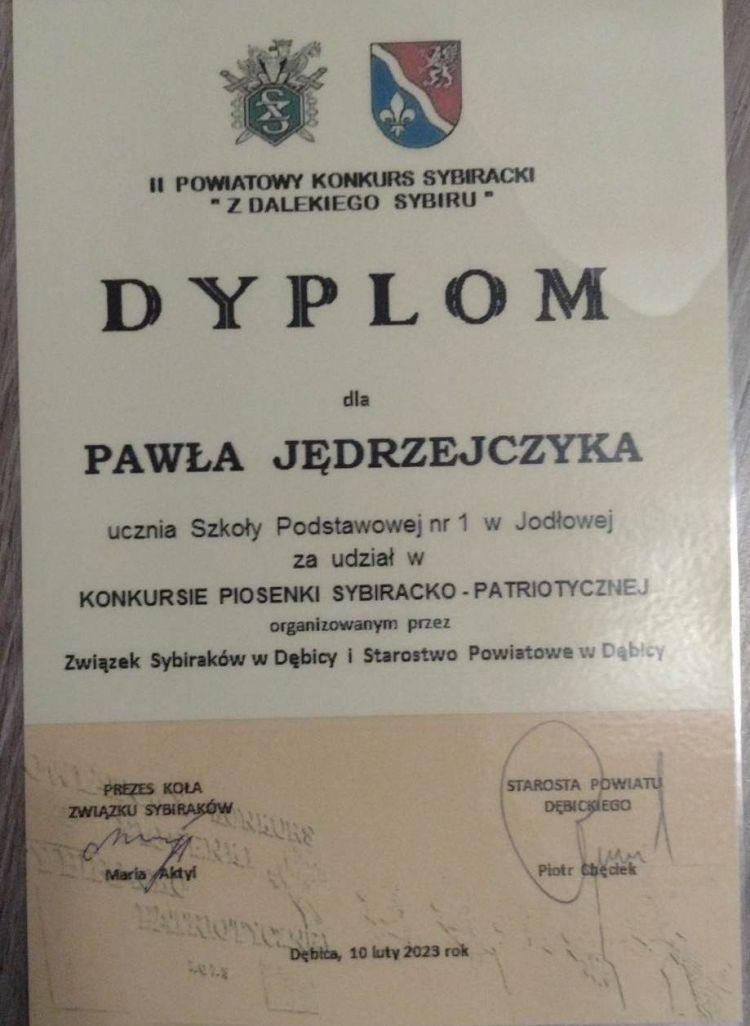 II POWIATOWY KONKURS SYBIRACKI
" Z DALEKIEGO SYBIRU "
DYPLOM
dla
PAWŁA JĘDRZEJCZYKA
ucznia Szkoły Podstawowej nr 1 w Jodłowej
za udział w
KONKURSIE PIOSENKI SYBIRACKO - PATRIOTYCZNEJ
organizowanym przez
Związek Sybiraków w Dębicy i Starostwo Powiatowe w Dębicy
PREZES KOŁA
ZWIĄZKU SYBIRAKÓW
Maria Aktyl
STAROSTA POWIATU
DĘBICKIEGO
Piotr Chęciek
Dębica, 10 luty 2023 rok